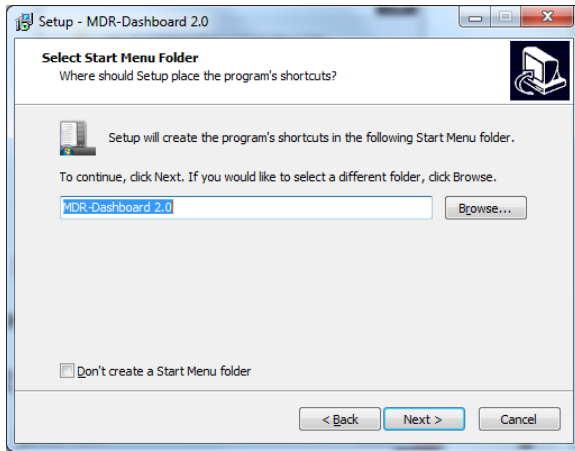 Setup - MDR-Dashboard 2.0
Select Start Menu Folder
Where should Setup place the program's shortcuts?
Setup will create the program's shortcuts in the following Start Menu folder.
To continue, click Next. If you would like to select a different folder, click Browse.
MDR-Dashboard 2.0
Browse...
Don't create a Start Menu folder
< Back
Next >
Cancel